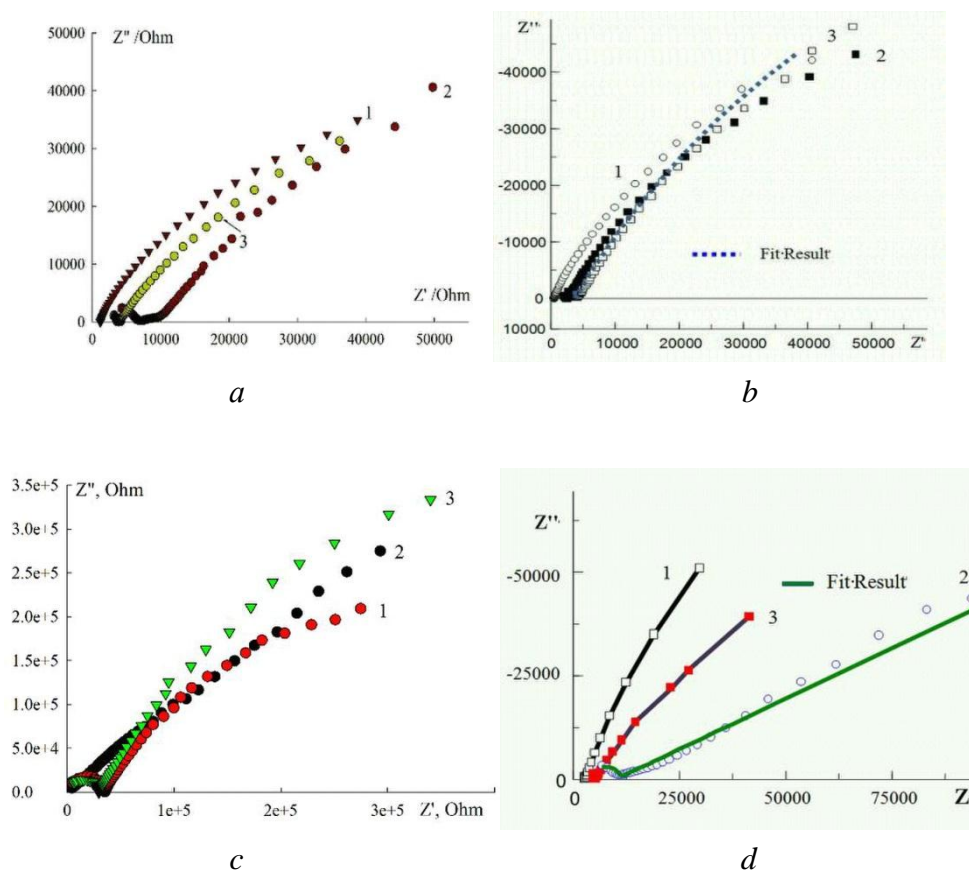 Z'' /Ohm
50000
40000
30000
20000
10000
0
1
2
3
Z' /Ohm
0 10000 20000 30000 40000 50000
a
Z''
-40000
-30000
-20000
-10000
0
10000
1
3
2
Fit Result
0 10000 20000 30000 40000 50000 Z'
b
Z'', Ohm
3.5e+5
3.0e+5
2.5e+5
2.0e+5
1.5e+5
1.0e+5
5.0e+4
0.0
3
2
1
0 1e+5 2e+5 3e+5
Z', Ohm
c
Z''
-50000
-25000
0
1
3
2
Fit Result
0 25000 50000 75000 Z
d